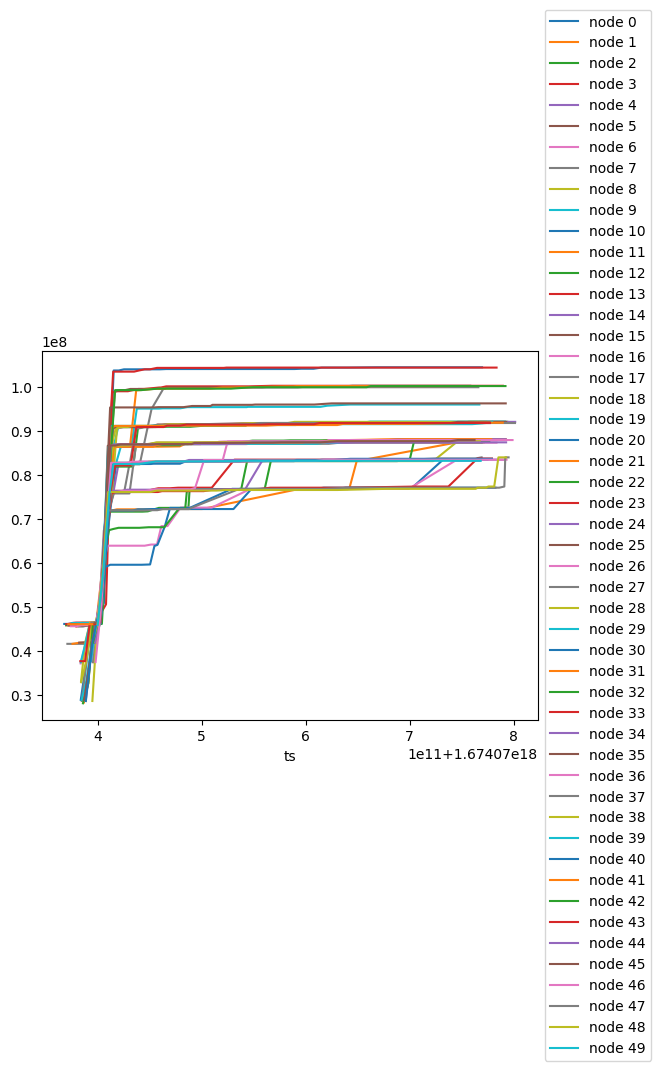 1e8
1.0
0.9
0.8
0.7
0.6
0.5
0.4
0.3
4
5
6
7
8
1e11+1.67407e18
ts
node 0
node 1
node 2
node 3
node 4
node 5
node 6
node 7
node 8
node 9
node 10
node 11
node 12
node 13
node 14
node 15
node 16
node 17
node 18
node 19
node 20
node 21
node 22
node 23
node 24
node 25
node 26
node 27
node 28
node 29
node 30
node 31
node 32
node 33
node 34
node 35
node 36
node 37
node 38
node 39
node 40
node 41
node 42
node 43
node 44
node 45
node 46
node 47
node 48
node 49